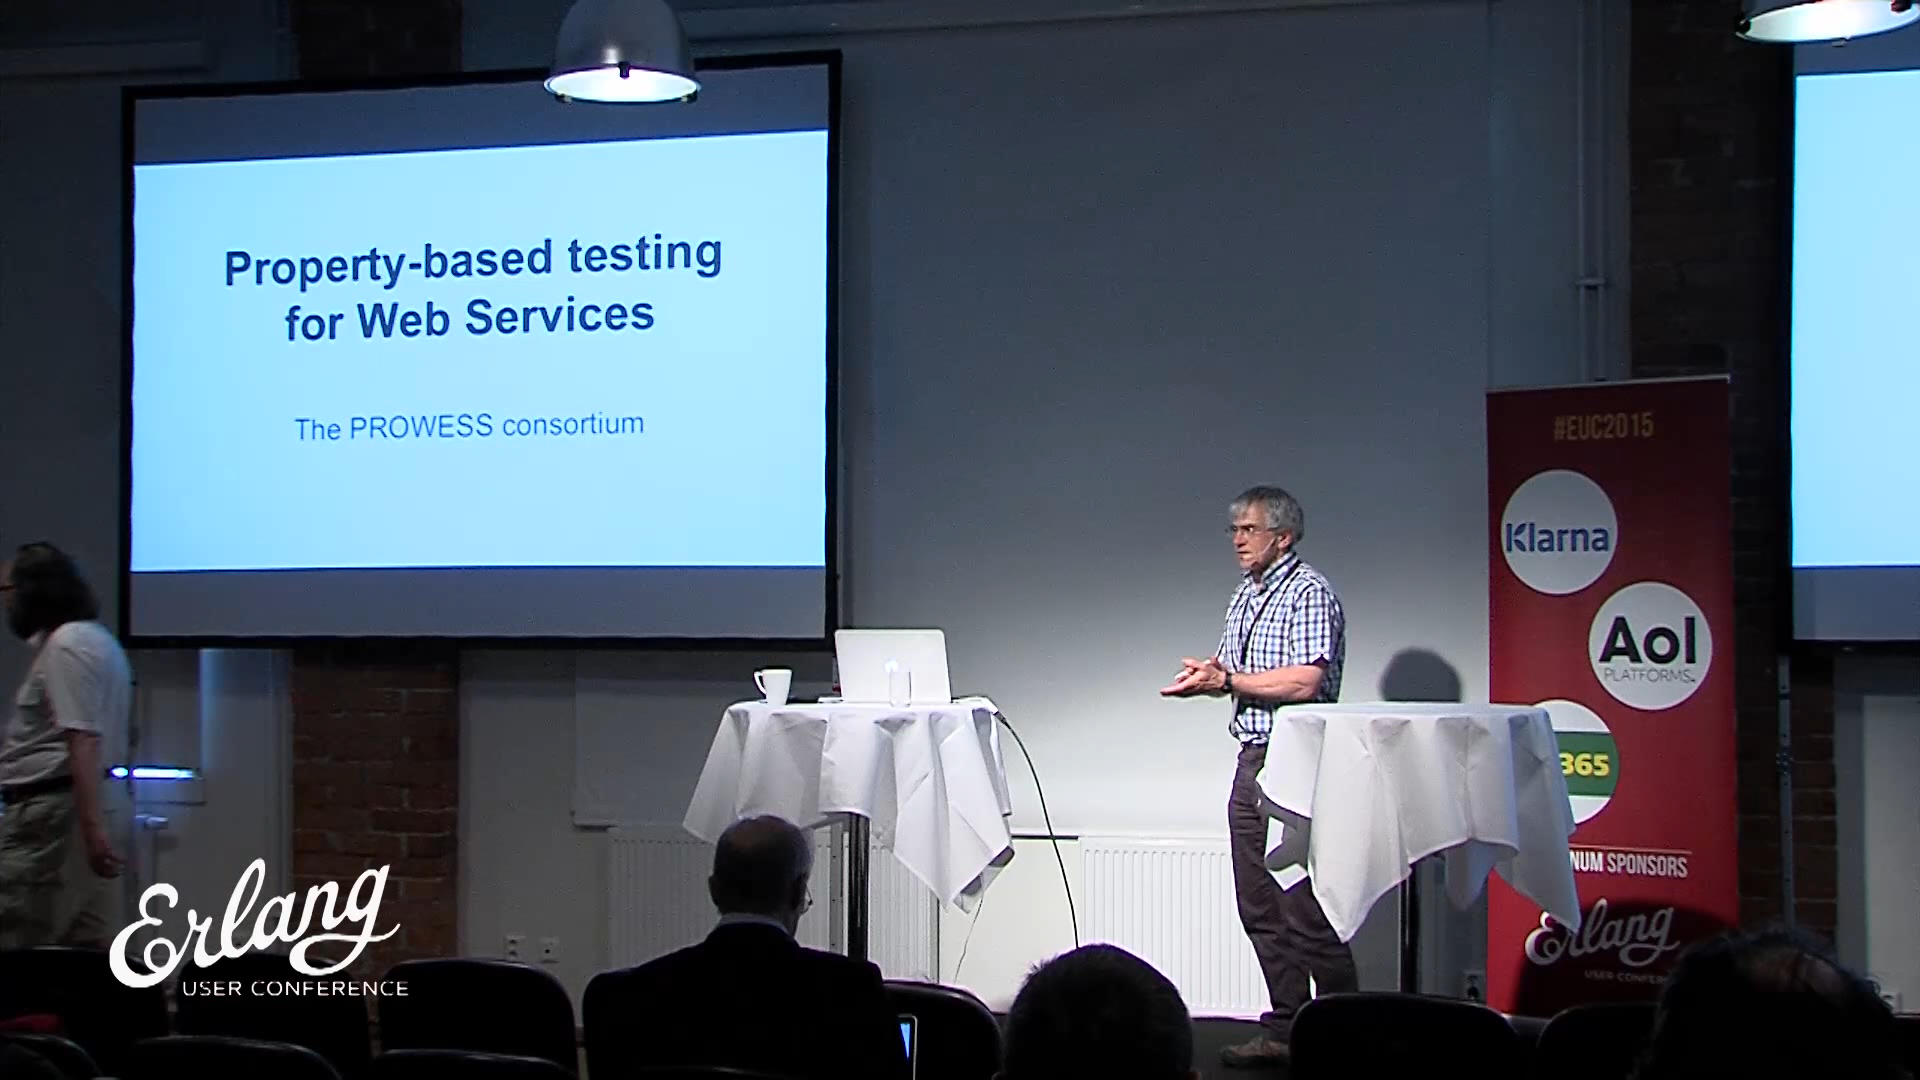 Property-based testing
for Web Services
The PROWESS consortium
#EUC2015
Klarna
Aol
PLATFORMS
365
SPONSORS
Erlang
USER
Erlang
USER CONFERENCE